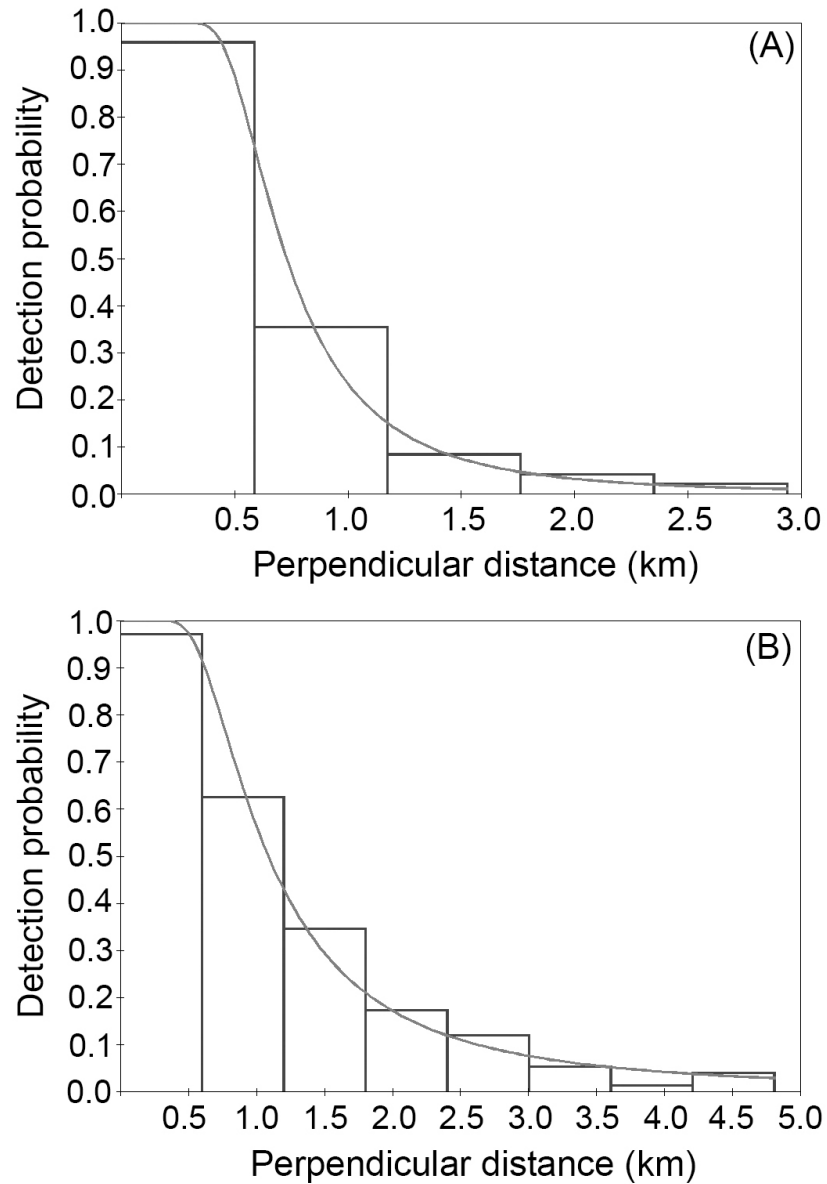 (A)
Detection probability
1.0
0.9
0.8
0.7
0.6
0.5
0.4
0.3
0.2
0.1
0.0
0.5 1.0 1.5 2.0 2.5 3.0
Perpendicular distance (km)
(B)
Detection probability
1.0
0.9
0.8
0.7
0.6
0.5
0.4
0.3
0.2
0.1
0.0
0.5 1.0 1.5 2.0 2.5 3.0 3.5 4.0 4.5 5.0
Perpendicular distance (km)